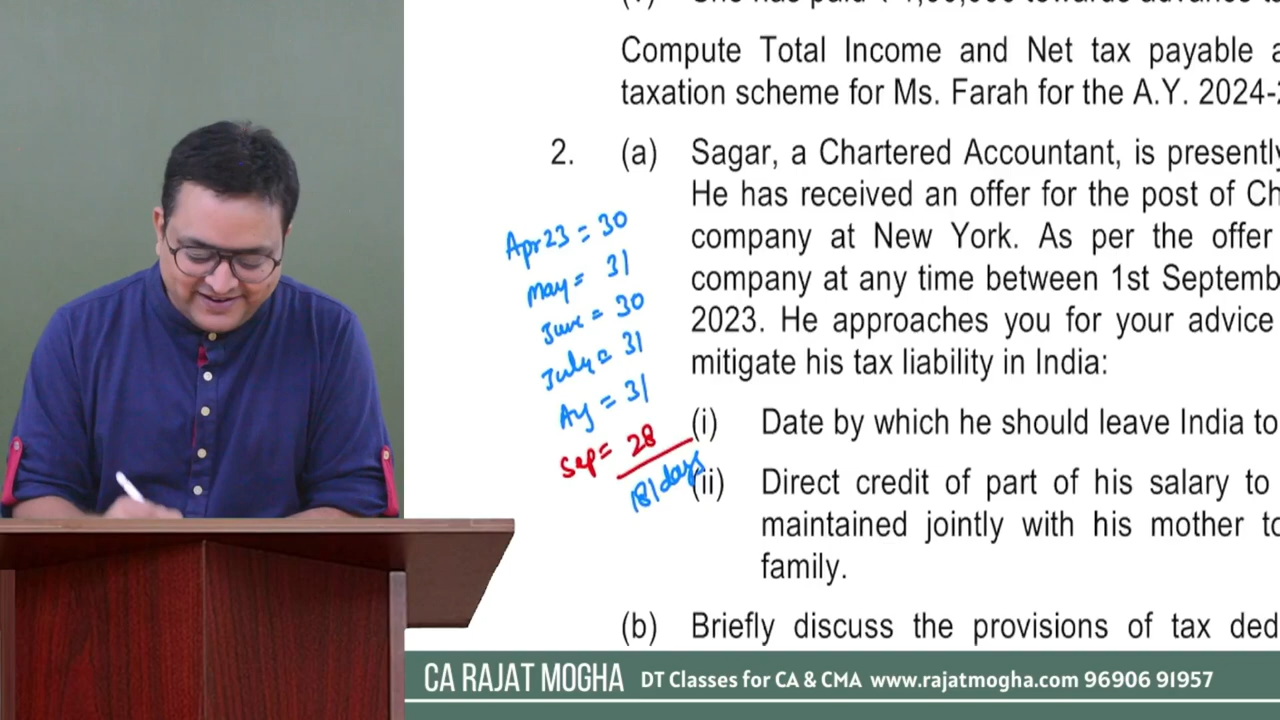 Compute Total Income and Net tax payable a
taxation scheme for Ms. Farah for the A.Y. 2024-2
2. (a) Sagar, a Chartered Accountant, is presently
He has received an offer for the post of Ch
company at New York. As per the offer
company at any time between 1st Septemb
2023. He approaches you for your advice
mitigate his tax liability in India:
(i) Date by which he should leave India to
(ii) Direct credit of part of his salary to
maintained jointly with his mother to
family.
(b) Briefly discuss the provisions of tax ded
Apr 23 = 30
May = 31
June = 30
July = 31
Aug = 31
Sep = 28
181 days
CA RAJAT MOGHA DT Classes for CA & CMA www.rajatmogha.com 96906 91957